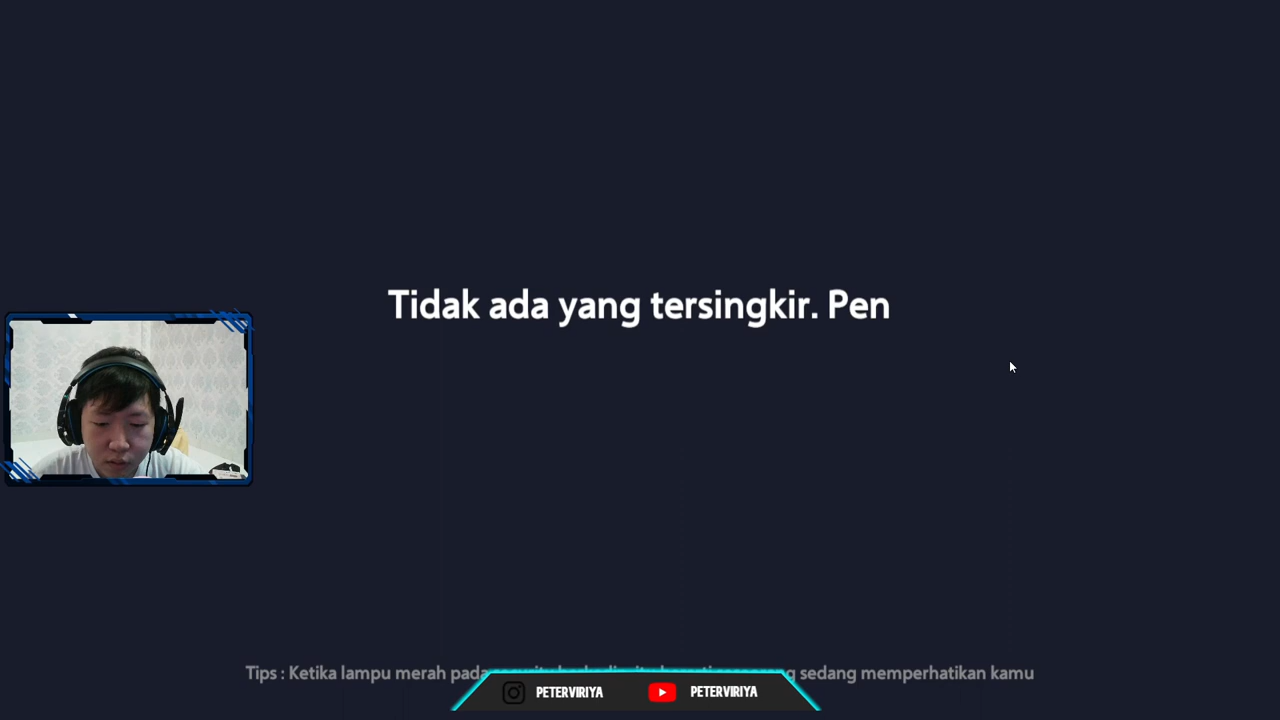 Tidak ada yang tersingkir. Pen
Tips : Ketika lampu merah pada sedang memperhatikan kamu
PETERVIRIYA
PETERVIRIYA